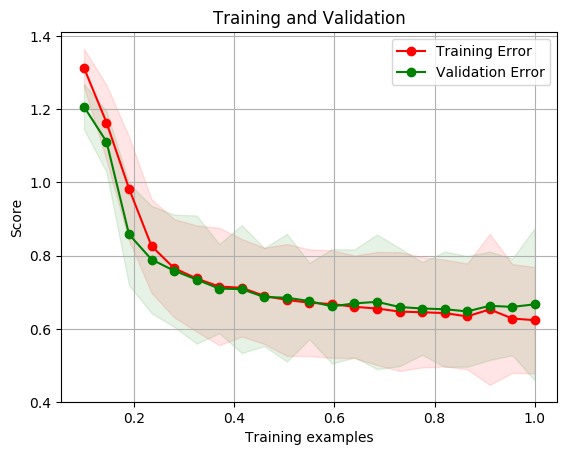 Training and Validation
Training Error
Validation Error
Score
1.4
1.2
1.0
0.8
0.6
0.4
0.2
0.4
0.6
0.8
1.0
Training examples